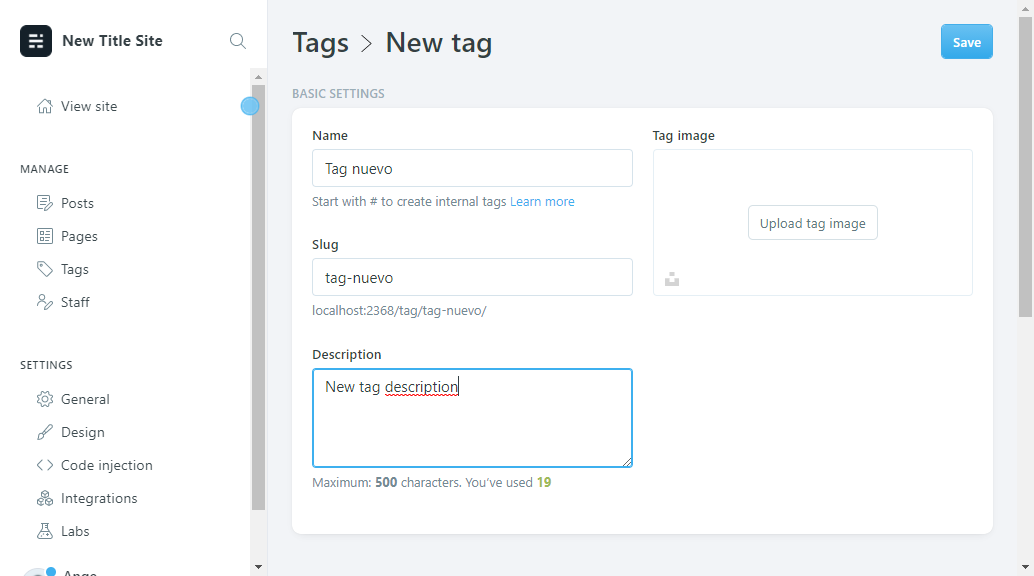 New Title Site
View site
MANAGE
Posts
Pages
Tags
Staff
SETTINGS
General
Design
Code injection
Integrations
Labs
Ange
Tags > New tag
Save
BASIC SETTINGS
Name
Tag nuevo
Start with # to create internal tags Learn more
Slug
tag-nuevo
localhost:2368/tag/tag-nuevo/
Description
New tag description
Maximum: 500 characters. You've used 19
Tag image
Upload tag image